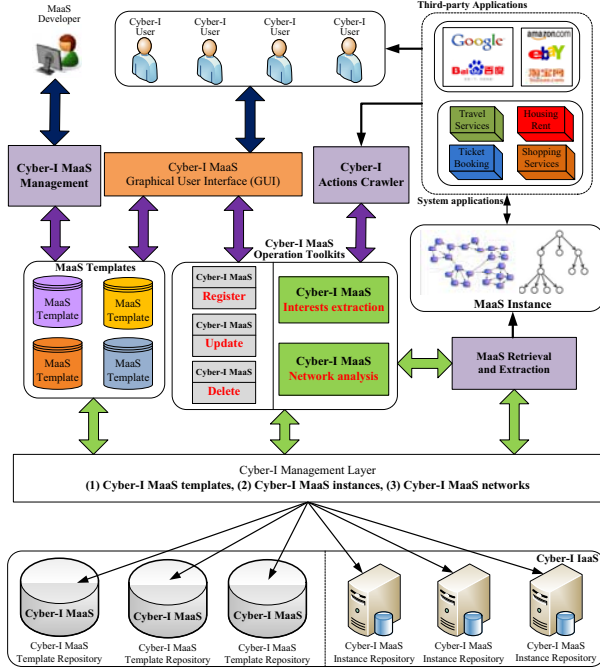 MaaS
Developer
Cyber-I
User
Cyber-I
User
Cyber-I
User
Cyber-I
User
Third-party Applications
Google
amazon.com
Bai百度
ebY
淘宝网
Travel
Services
Housing
Rent
Ticket
Booking
Shopping
Services
System applications
Cyber-I MaaS
Management
Cyber-I MaaS
Graphical User Interface (GUI)
Cyber-I
Actions Crawler
MaaS Templates
MaaS
Template
MaaS
Template
MaaS
Template
MaaS
Template
Cyber-I MaaS
Operation Toolkits
Cyber-I MaaS
Register
Cyber-I MaaS
Update
Cyber-I MaaS
Delete
Cyber-I MaaS
Interests extraction
Cyber-I MaaS
Network analysis
MaaS Instance
MaaS Retrieval
and Extraction
Cyber-I Management Layer
(1) Cyber-I MaaS templates, (2) Cyber-I MaaS instances, (3) Cyber-I MaaS networks
Cyber-I IaaS
Cyber-I MaaS
Cyber-I MaaS
Cyber-I MaaS
Cyber-I MaaS
Template Repository
Cyber-I MaaS
Template Repository
Cyber-I MaaS
Template Repository
Cyber-I MaaS
Instance Repository
Cyber-I MaaS
Instance Repository
Cyber-I MaaS
Instance Repository